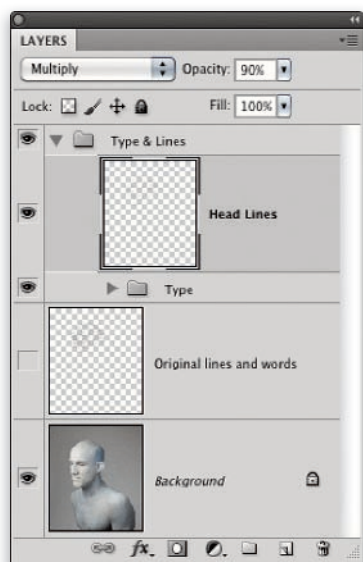 LAYERS
Multiply Opacity: 90%
Lock: Fill: 100%
Type & Lines
Head Lines
Type
Original lines and words
Background
fx.